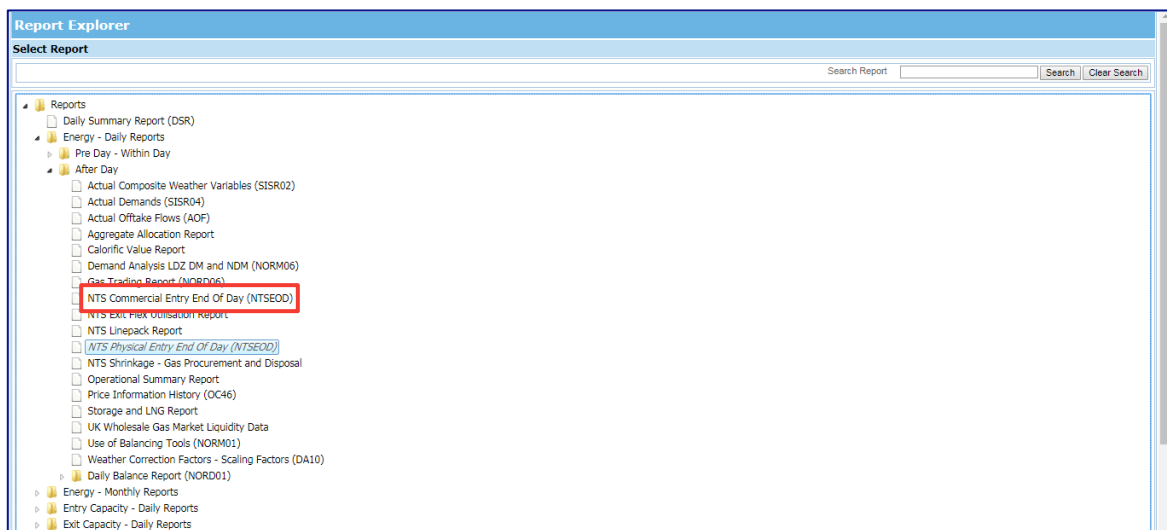 Report Explorer
Select Report
Search Report Search Clear Search
Reports
Daily Summary Report (DSR)
Energy - Daily Reports
Pre Day - Within Day
After Day
Actual Composite Weather Variables (SISR02)
Actual Demands (SISR04)
Actual Offtake Flows (AOF)
Aggregate Allocation Report
Calorific Value Report
Demand Analysis LDZ DM and NDM (NORM06)
Gas Trading Report (NORD06)
NTS Commercial Entry End Of Day (NTSEOD)
NTS Exit Flex Utilisation Report
NTS Linepack Report
NTS Physical Entry End Of Day (NTSEOD)
NTS Shrinkage - Gas Procurement and Disposal
Operational Summary Report
Price Information History (OC46)
Storage and LNG Report
UK Wholesale Gas Market Liquidity Data
Use of Balancing Tools (NORM01)
Weather Correction Factors - Scaling Factors (DA10)
Daily Balance Report (NORD01)
Energy - Monthly Reports
Entry Capacity - Daily Reports
Exit Capacity - Daily Reports